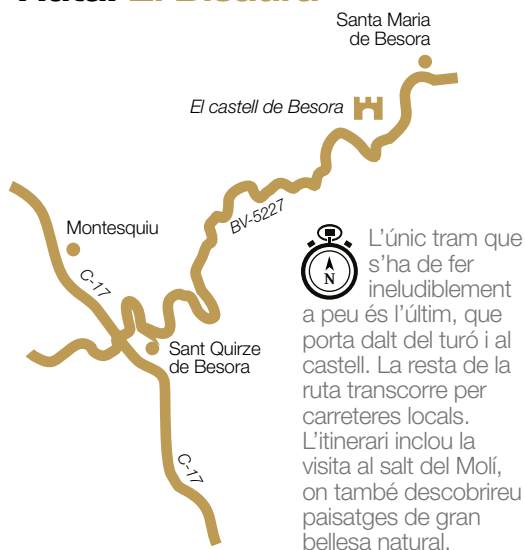 Santa Maria
de Besora
El castell de Besora
BV-5227
Montesquiu
C-17
Sant Quirze
de Besora
C-17
N
L’únic tram que
s’ha de fer
ineludiblement
a peu és l’últim, que
porta dalt del turó i al
castell. La resta de la
ruta transcorre per
carreteres locals.
L’itinerari inclou la
visita al salt del Molí,
on també descobrireu
paisatges de gran
bellesa natural.